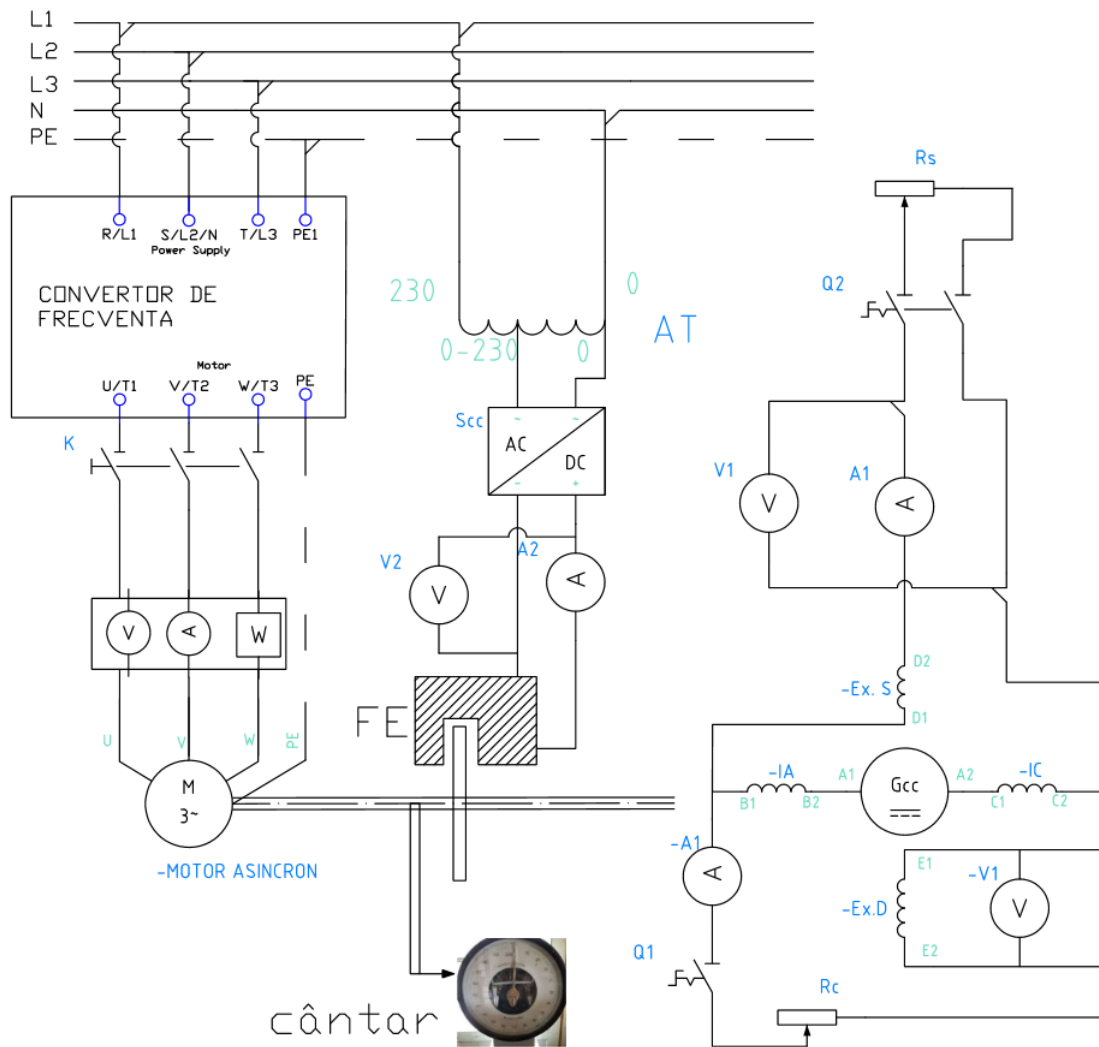 L1
L2
L3
N
PE
R/L1 S/L2/N T/L3 PE1
Power Supply
CONVERTOR DE
FRECVENTA
Motor
U/T1 V/T2 W/T3 PE
K
V A W
U V W PE
M
3~
-MOTOR ASINCRON
230 0
AT
0-230 0
Scc
~ ~
AC
DC
- +
V2 A2
V A
FE
cântar
Rs
Q2
V1 A1
V A
D2
-Ex. S
D1
-IA A1 Gcc A2 -IC
B1 B2 C1 C2
-A1
A
E1
-V1
-Ex.D V
E2
Q1
Rc